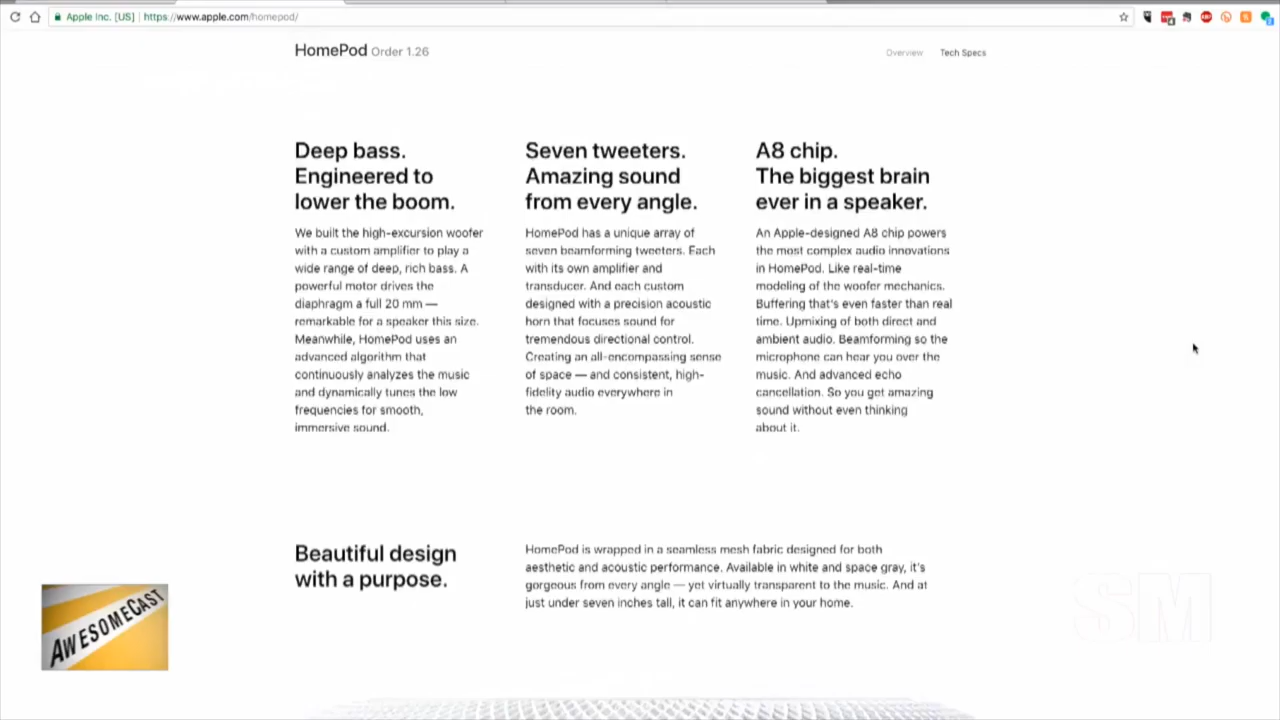 Apple Inc. [US] | https://www.apple.com/homepod/
HomePod Order 1.26
Overview
Tech Specs
Deep bass.
Engineered to
lower the boom.
We built the high-excursion woofer
with a custom amplifier to play a
wide range of deep, rich bass. A
powerful motor drives the
diaphragm a full 20 mm —
remarkable for a speaker this size.
Meanwhile, HomePod uses an
advanced algorithm that
continuously analyzes the music
and dynamically tunes the low
frequencies for smooth,
immersive sound.
Seven tweeters.
Amazing sound
from every angle.
HomePod has a unique array of
seven beamforming tweeters. Each
with its own amplifier and
transducer. And each custom
designed with a precision acoustic
horn that focuses sound for
tremendous directional control.
Creating an all-encompassing sense
of space — and consistent, high-
fidelity audio everywhere in
the room.
A8 chip.
The biggest brain
ever in a speaker.
An Apple-designed A8 chip powers
the most complex audio innovations
in HomePod. Like real-time
modeling of the woofer mechanics.
Buffering that's even faster than real
time. Upmixing of both direct and
ambient audio. Beamforming so the
microphone can hear you over the
music. And advanced echo
cancellation. So you get amazing
sound without even thinking
about it.
Beautiful design
with a purpose.
HomePod is wrapped in a seamless mesh fabric designed for both
aesthetic and acoustic performance. Available in white and space gray, it's
gorgeous from every angle — yet virtually transparent to the music. And at
just under seven inches tall, it can fit anywhere in your home.
AWESOMECAST
SM